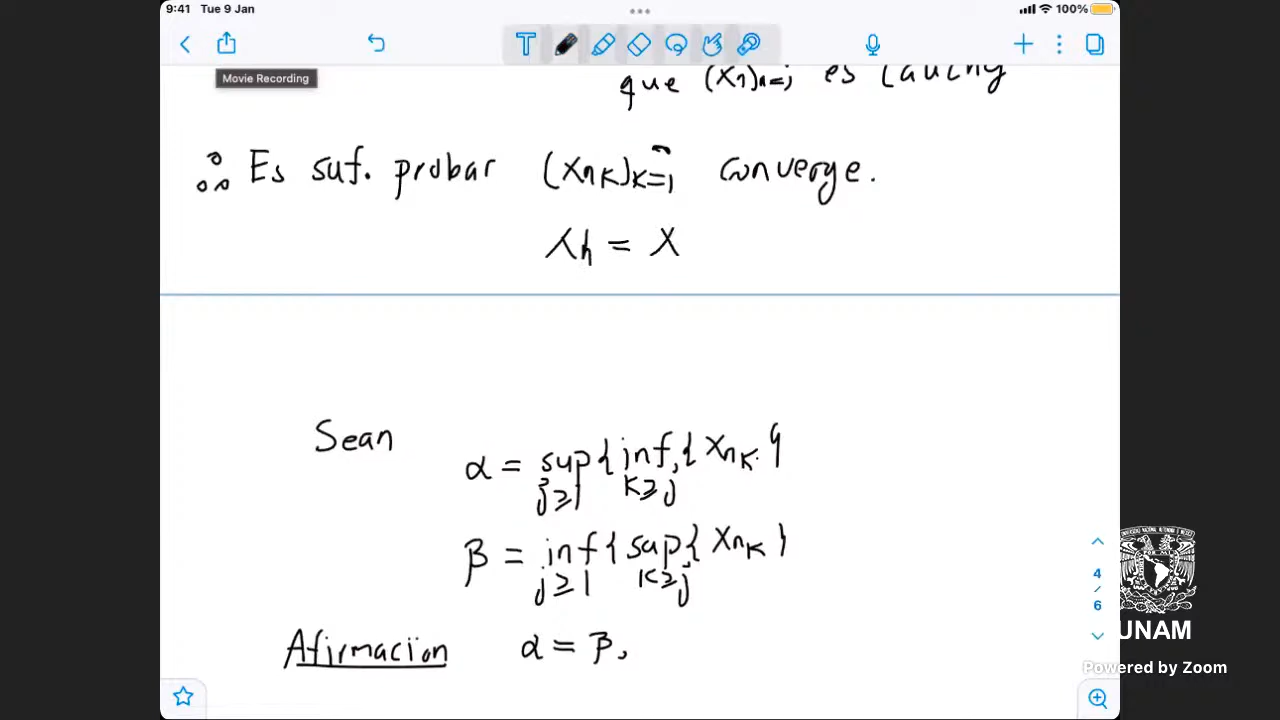 9:41 Tue 9 Jan 100%
Movie Recording
que (Xn)n=1 es Cauchy
∴ Es suf. probar (Xnk)k=1^∞ converge.
Xn = X
Sean
α = sup{ inf { Xnk }
j≥1 k≥j
β = inf { sup { Xnk }
j≥1 k≥j
Afirmación α = β,
4
/
6
UNAM
Powered by Zoom